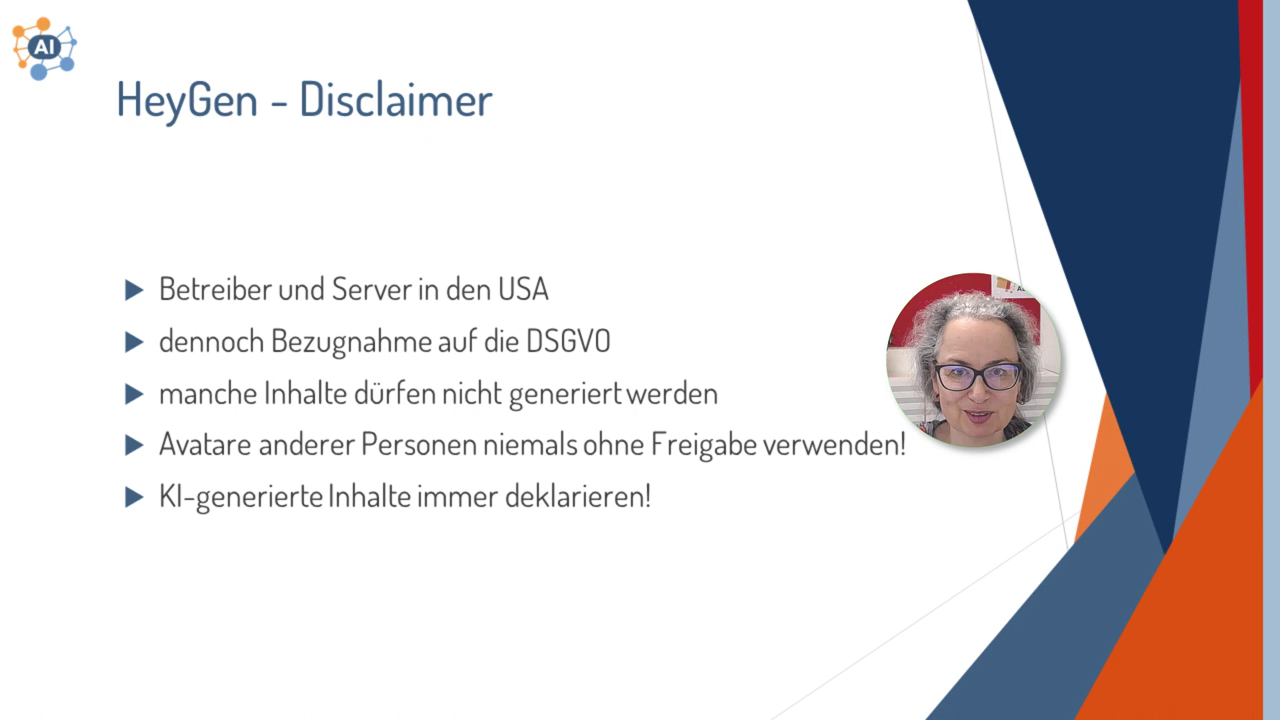 AI
HeyGen - Disclaimer
Betreiber und Server in den USA
dennoch Bezugnahme auf die DSGVO
manche Inhalte dürfen nicht generiert werden
Avatare anderer Personen niemals ohne Freigabe verwenden!
KI-generierte Inhalte immer deklarieren!